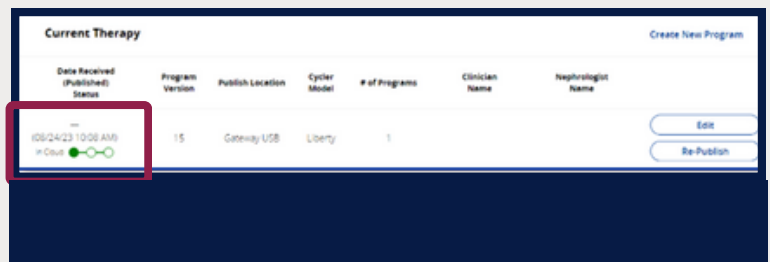 Current Therapy
Create New Program
Date Received
(Published)
Status
Program
Version
Publish Location
Cycler
Model
# of Programs
Clinician
Name
Nephrologist
Name
—
(08/24/23 10:08 AM)
In Cloud
15
Gateway USB
Liberty
1
Edit
Re-Publish